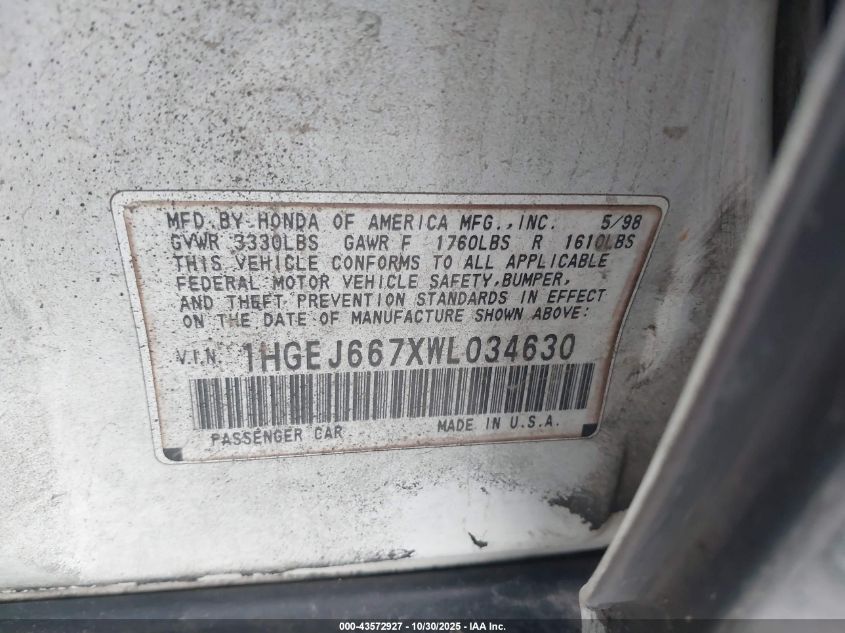 MFD. BY HONDA OF AMERICA MFG., INC. 5/98
GVWR 3330LBS GAWR F 1760LBS R 1610LBS
THIS VEHICLE CONFORMS TO ALL APPLICABLE
FEDERAL MOTOR VEHICLE SAFETY, BUMPER,
AND THEFT PREVENTION STANDARDS IN EFFECT
ON THE DATE OF MANUFACTURE SHOWN ABOVE:
V.I.N. 1HGEJ667XWL034630
PASSENGER CAR MADE IN U.S.A.
000-43572927 - 10/30/2025 - IAA Inc.